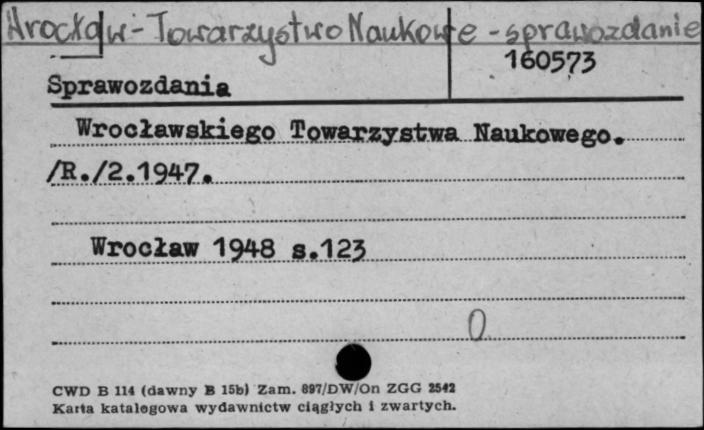 Wrocław - Towarzystwo Naukowe - sprawozdanie
160573
Sprawozdania
Wrocławskiego Towarzystwa Naukowego.
/R./2.1947.
Wrocław 1948 s.123
0
CWD B 114 (dawny B 15b) Zam. 897/DW/On ZGG 2542
Karta katalogowa wydawnictw ciągłych i zwartych.